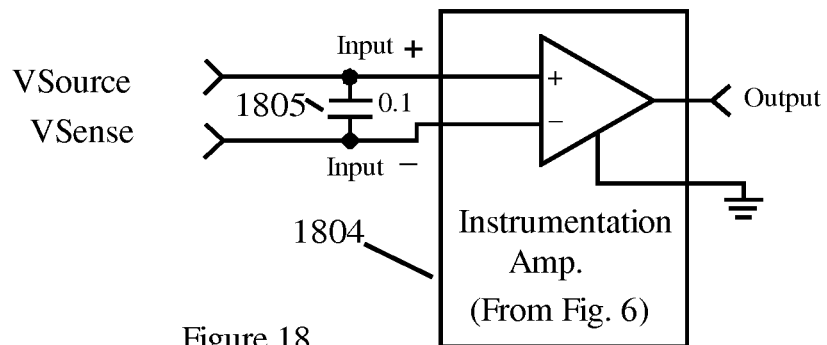 Input +
VSource
1805
0.1
+
−
Output
VSense
Input −
1804
Instrumentation
Amp.
(From Fig. 6)
Figure 18